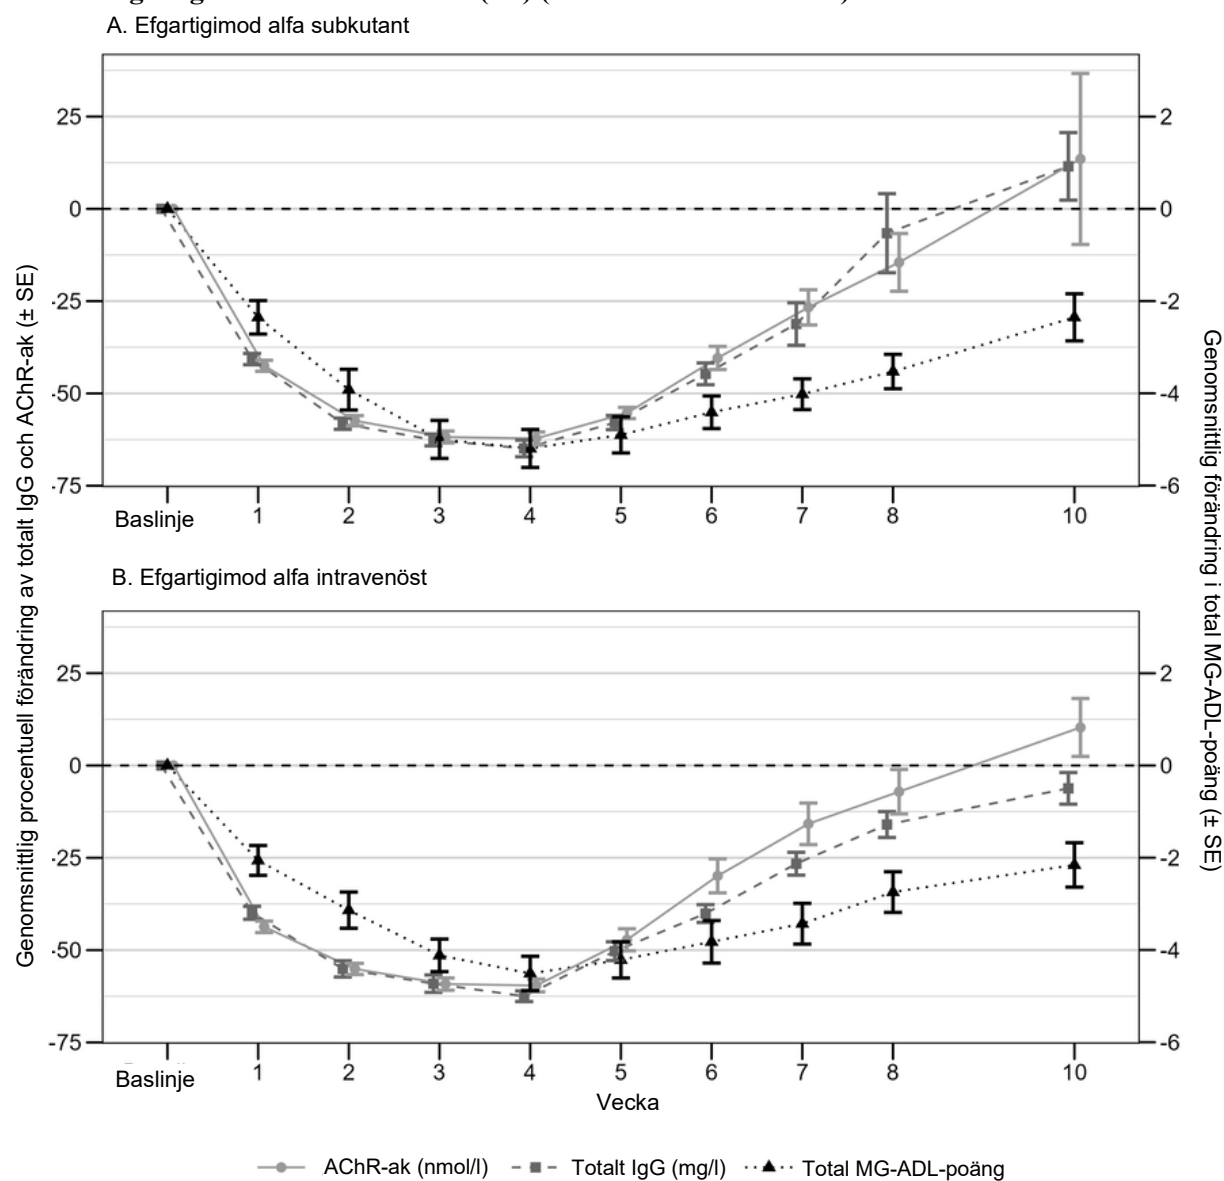 A. Efgartigimod alfa subkutant
Genomsnittlig procentuell förändring av totalt IgG och AChR-ak (± SE)
Genomsnittlig förändring i total MG-ADL-poäng (± SE)
25
0
-25
-50
-75
2
0
-2
-4
-6
Baslinje 1 2 3 4 5 6 7 8 10
B. Efgartigimod alfa intravenöst
25
0
-25
-50
-75
2
0
-2
-4
-6
Baslinje 1 2 3 4 5 6 7 8 10
Vecka
AChR-ak (nmol/l) Totalt IgG (mg/l) Total MG-ADL-poäng